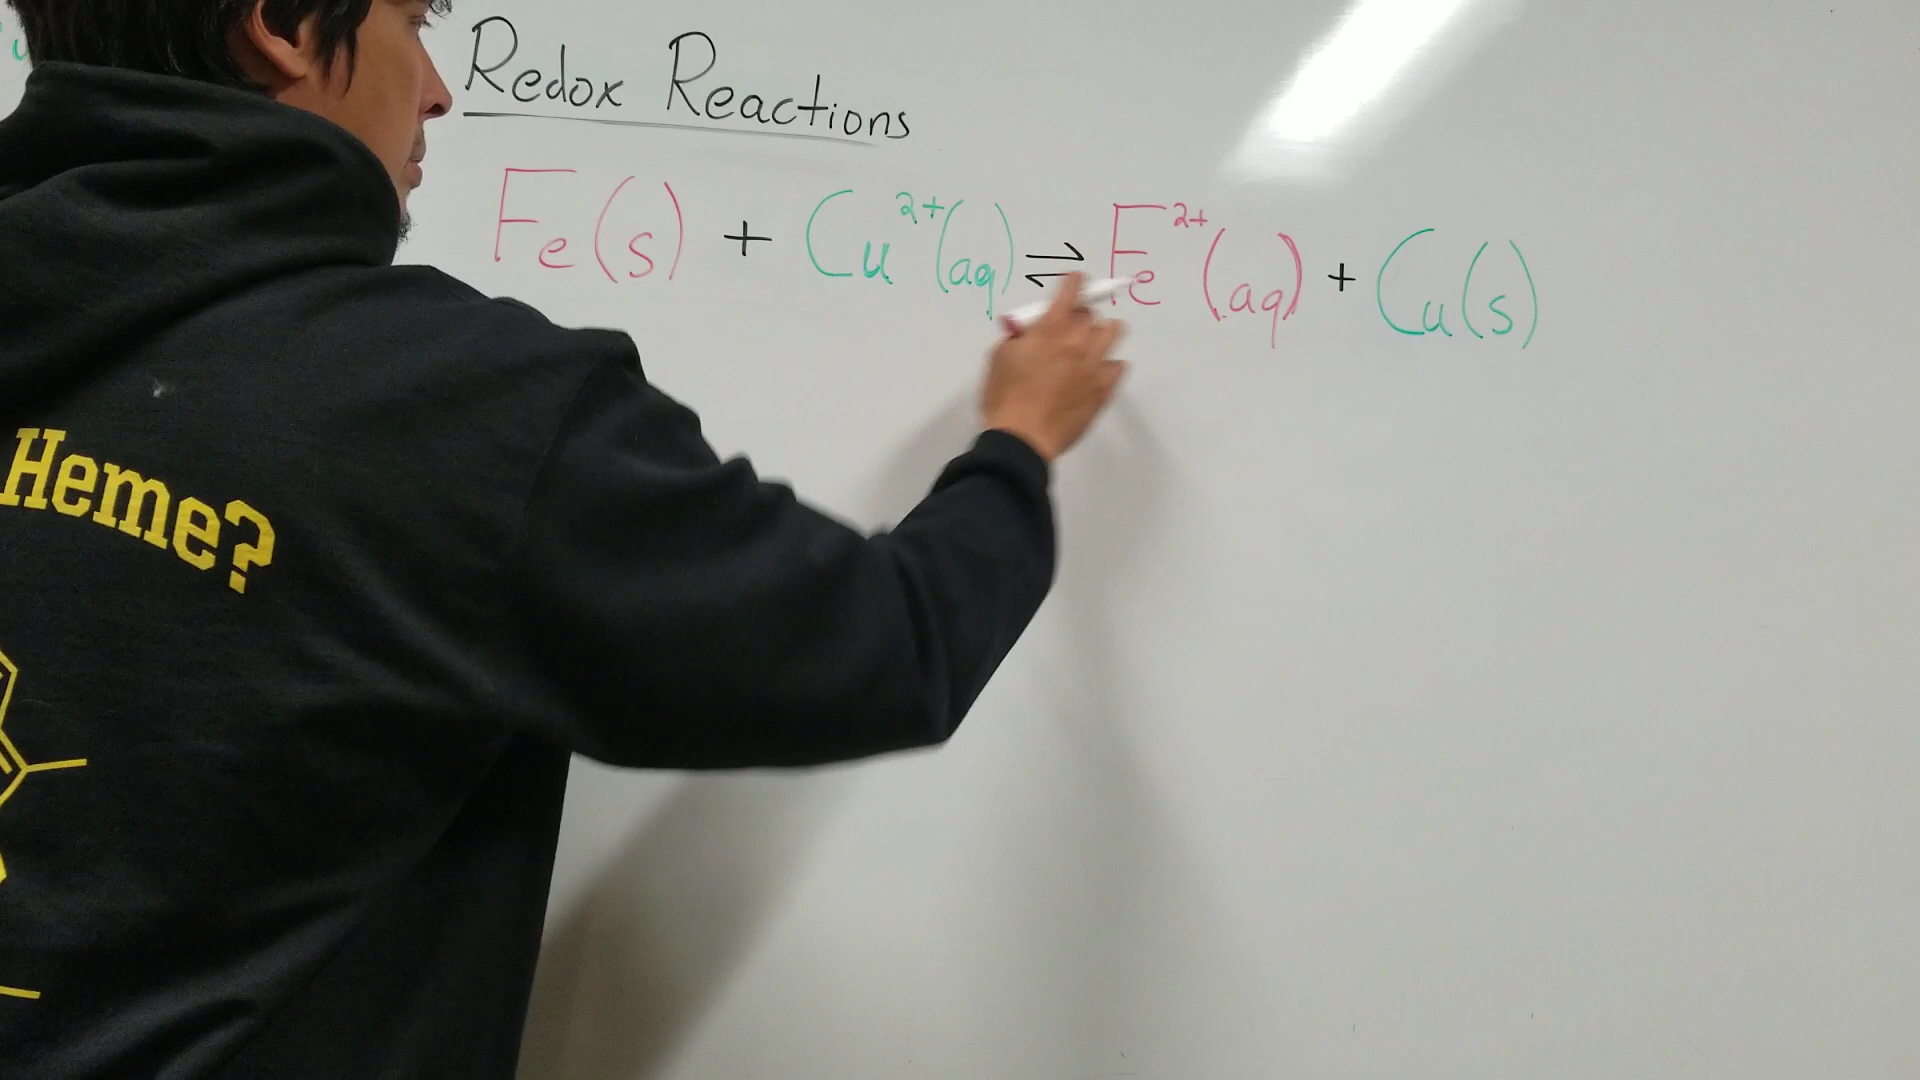 Redox Reactions
Fe(s) + Cu²⁺(aq) ⇌ Fe²⁺(aq) + Cu(s)
Heme?